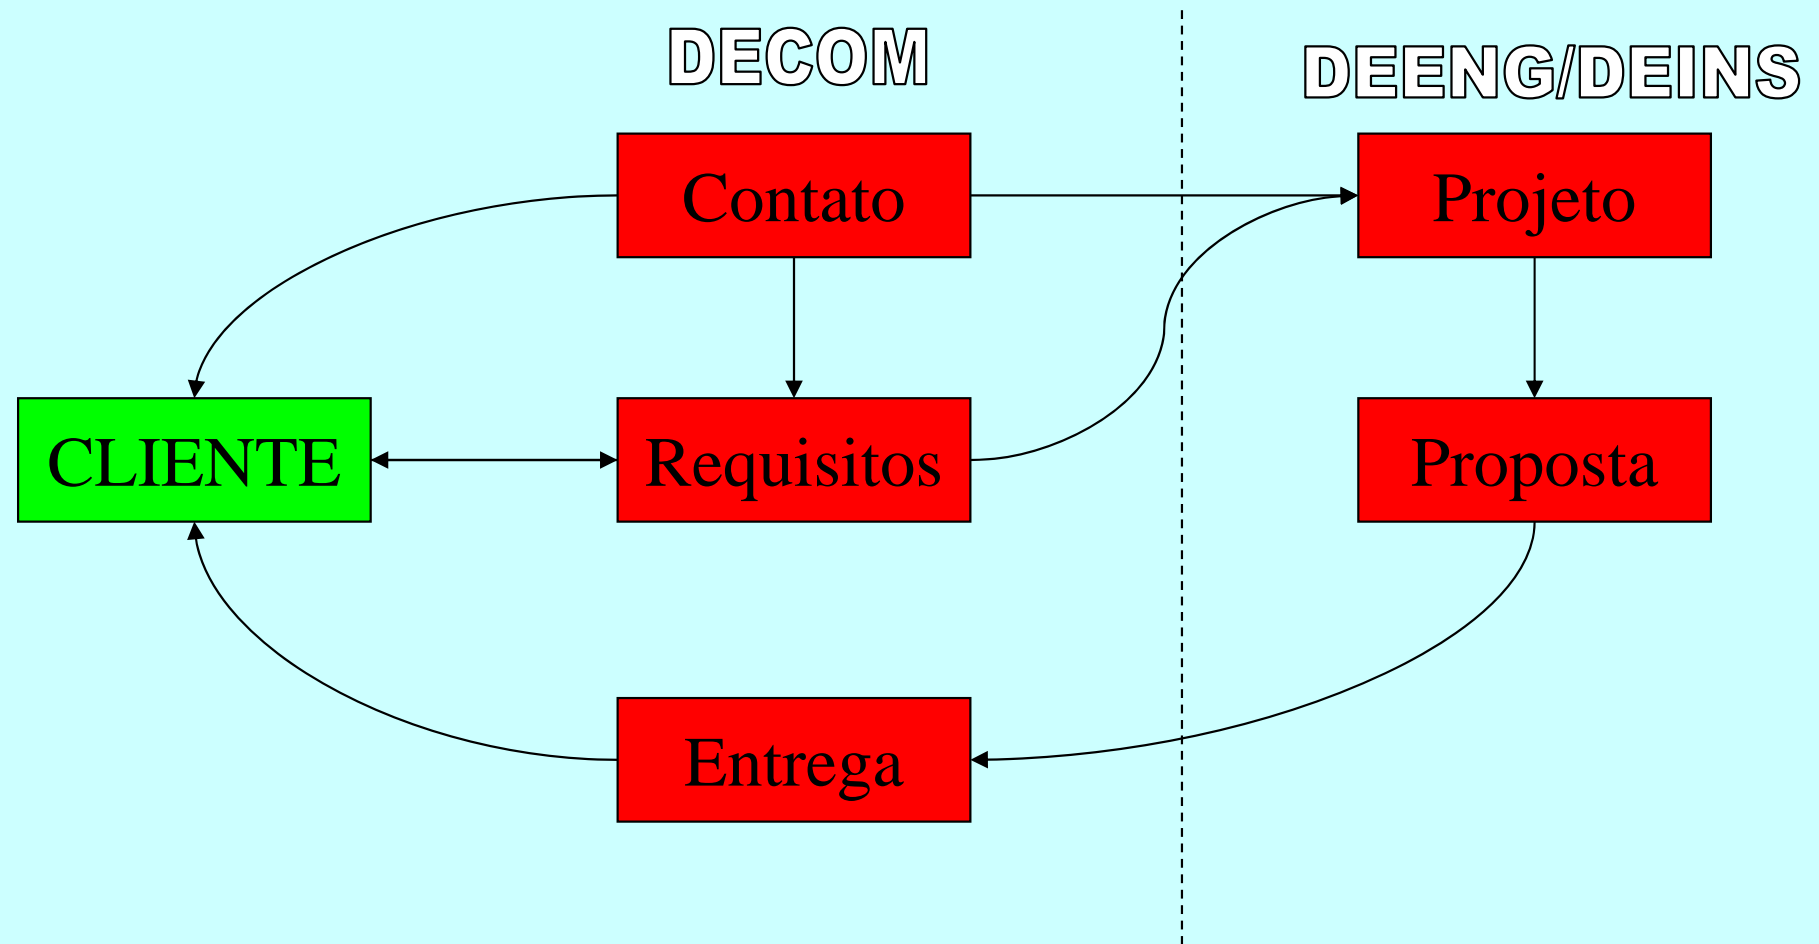 DECOM
DEENG/DEINS
Contato
Projeto
CLIENTE
Requisitos
Proposta
Entrega